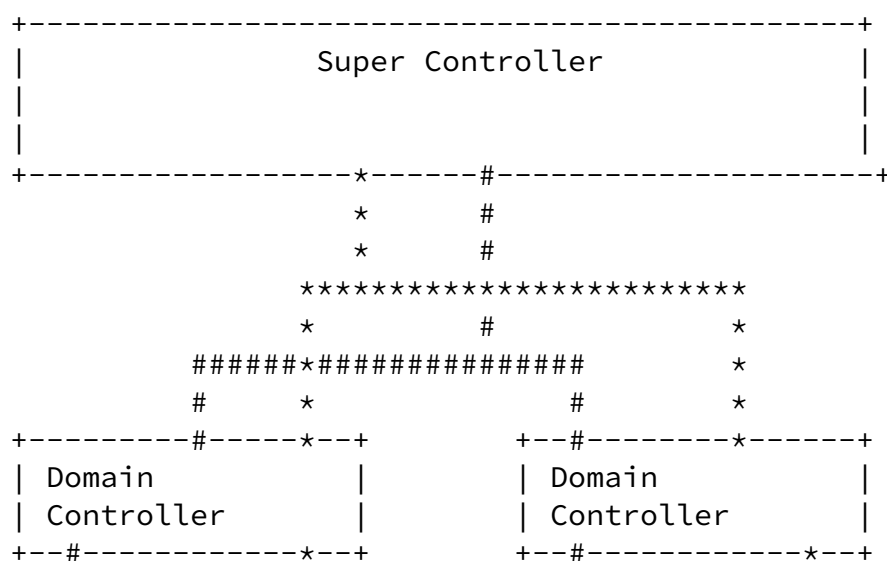 +----------------------------------------------+
|                Super Controller              |
|                                              |
|                                              |
+------------------*------#---------------------+
                   *      #
                   *      #
                *************************
                *         #             *
          ######*###############        *
          #     *              #        *
+---------#-----*--+        +--#--------*------+
| Domain           |        | Domain           |
| Controller       |        | Controller       |
+--#------------*--+        +--#------------*--+